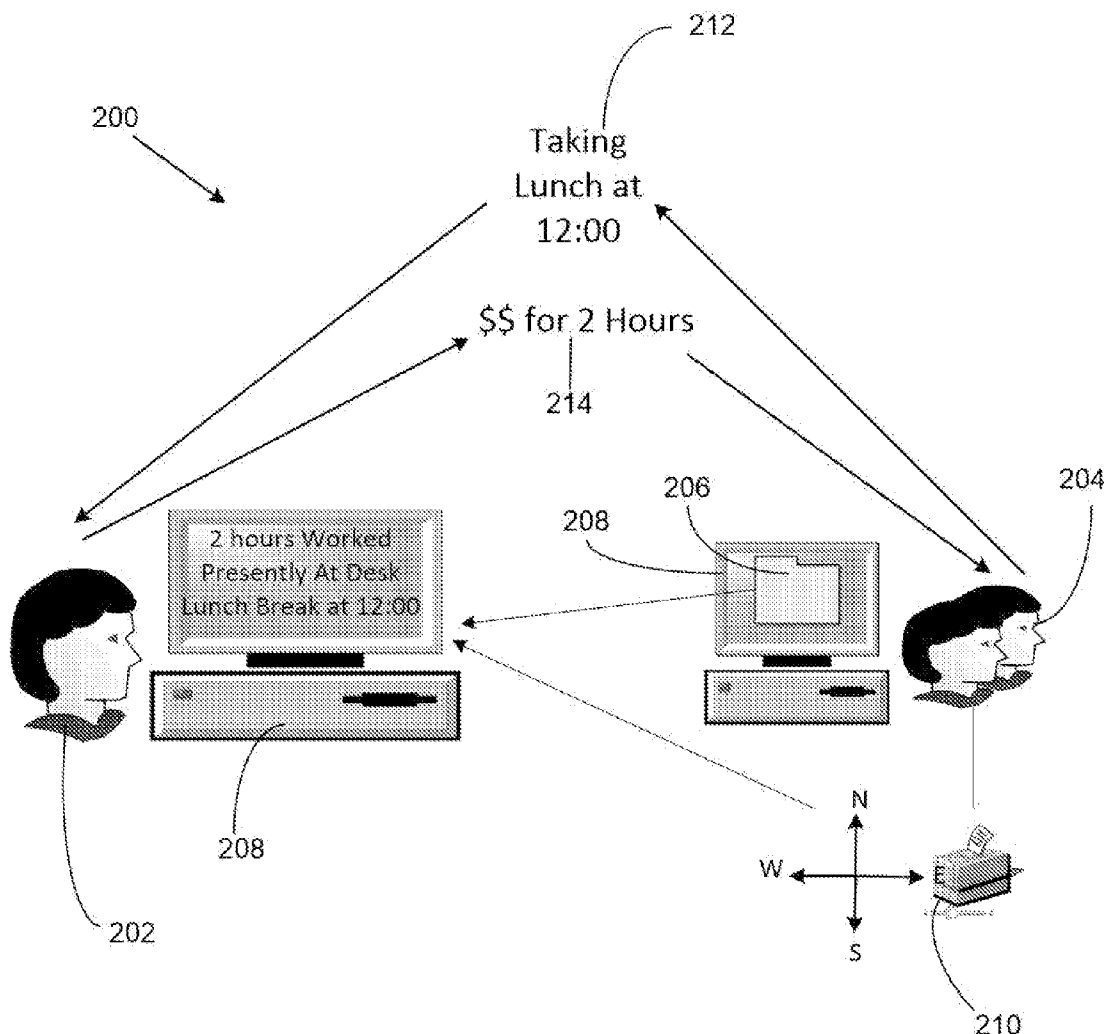 212
200
Taking
Lunch at
12:00
$$ for 2 Hours
214
204
206
208
2 hours Worked
Presently At Desk
Lunch Break at 12:00
N
W
E
S
208
202
210